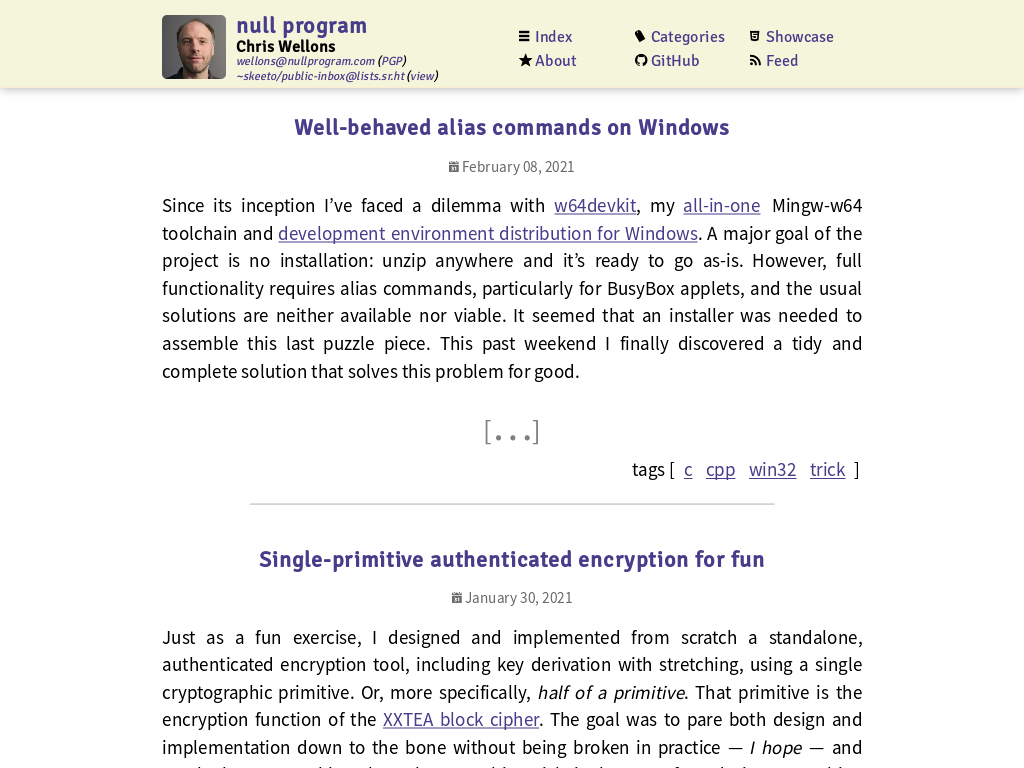 null program
Chris Wellons
wellons@nullprogram.com (PGP)
~skeeto/public-inbox@lists.sr.ht (view)
Index
Categories
Showcase
About
GitHub
Feed
Well-behaved alias commands on Windows
February 08, 2021
Since its inception I’ve faced a dilemma with w64devkit, my all-in-one Mingw-w64
toolchain and development environment distribution for Windows. A major goal of the
project is no installation: unzip anywhere and it’s ready to go as-is. However, full
functionality requires alias commands, particularly for BusyBox applets, and the usual
solutions are neither available nor viable. It seemed that an installer was needed to
assemble this last puzzle piece. This past weekend I finally discovered a tidy and
complete solution that solves this problem for good.
[...]
tags [ c cpp win32 trick ]
Single-primitive authenticated encryption for fun
January 30, 2021
Just as a fun exercise, I designed and implemented from scratch a standalone,
authenticated encryption tool, including key derivation with stretching, using a single
cryptographic primitive. Or, more specifically, half of a primitive. That primitive is the
encryption function of the XXTEA block cipher. The goal was to pare both design and
implementation down to the bone without being broken in practice — I hope — and